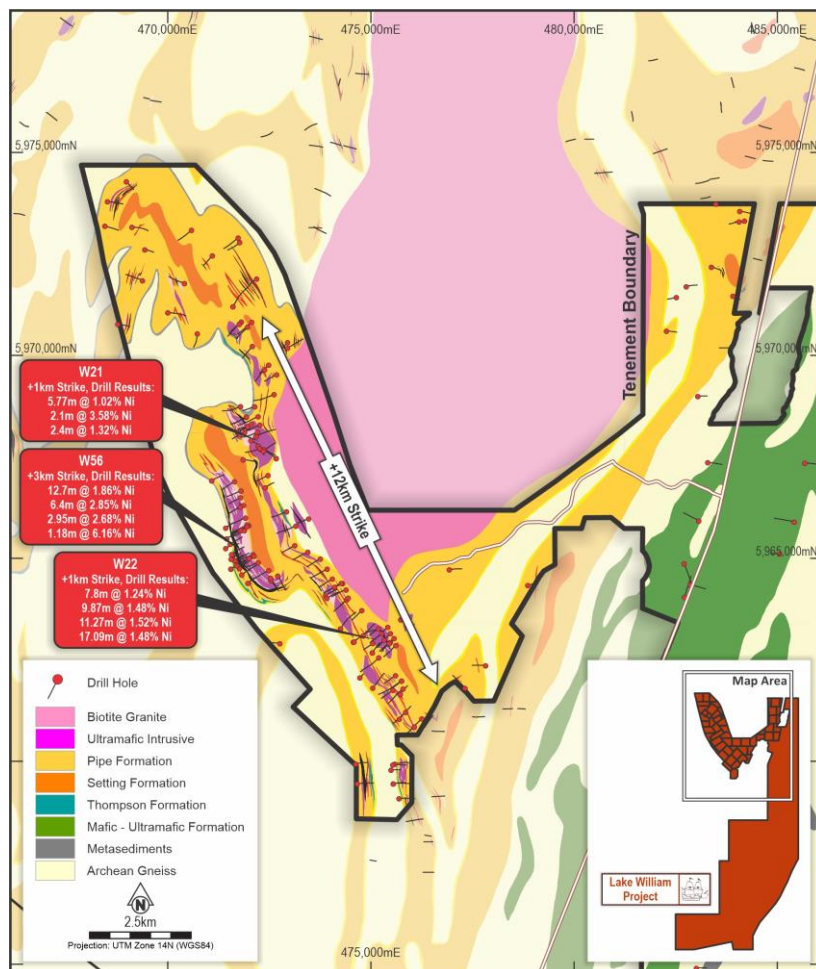 470,000mE
475,000mE
480,000mE
485,000mE
5,975,000mN
5,975,000mN
Tenement Boundary
5,970,000mN
5,970,000mN
W21
+1km Strike, Drill Results:
5.77m @ 1.02% Ni
2.1m @ 3.58% Ni
2.4m @ 1.32% Ni
+12km Strike
W56
+3km Strike, Drill Results:
12.7m @ 1.86% Ni
6.4m @ 2.85% Ni
2.95m @ 2.68% Ni
1.18m @ 6.16% Ni
5,965,000mN
W22
+1km Strike, Drill Results:
7.8m @ 1.24% Ni
9.87m @ 1.48% Ni
11.27m @ 1.52% Ni
17.09m @ 1.48% Ni
Drill Hole
Biotite Granite
Ultramafic Intrusive
Pipe Formation
Setting Formation
Thompson Formation
Mafic - Ultramafic Formation
Metasediments
Archean Gneiss
N
2.5km
Projection: UTM Zone 14N (WGS84)
475,000mE
Map Area
Lake William
Project